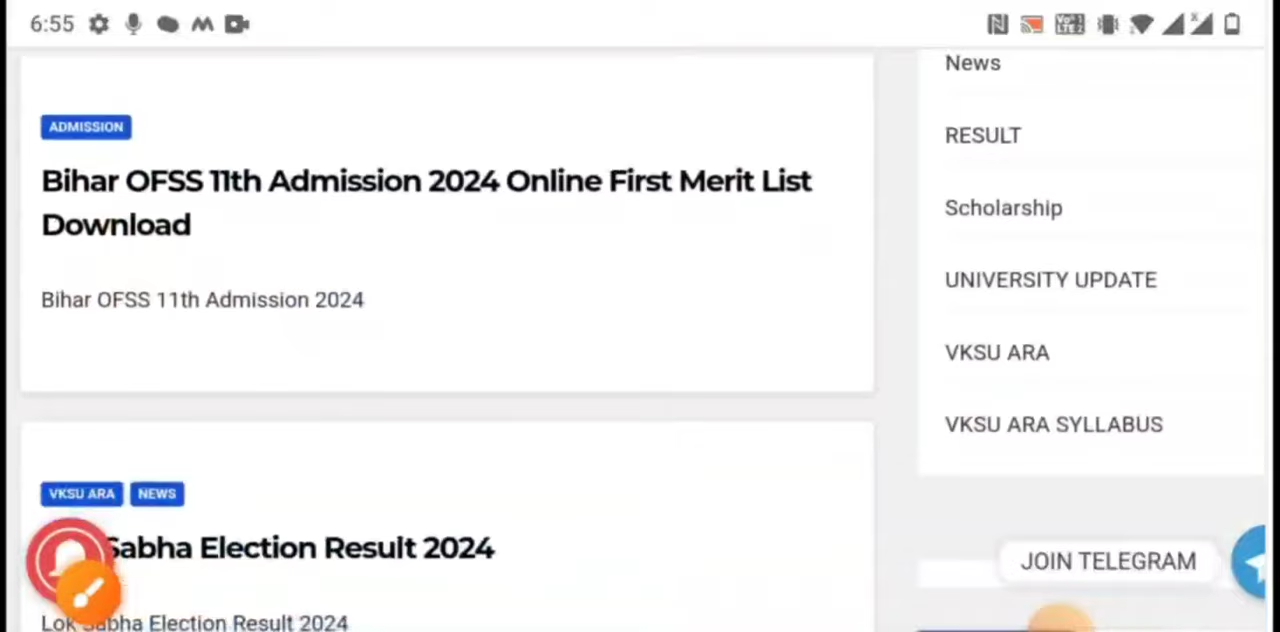 6:55
ADMISSION
Bihar OFSS 11th Admission 2024 Online First Merit List
Download
Bihar OFSS 11th Admission 2024
VKSU ARA NEWS
Sabha Election Result 2024
Lok Sabha Election Result 2024
News
RESULT
Scholarship
UNIVERSITY UPDATE
VKSU ARA
VKSU ARA SYLLABUS
JOIN TELEGRAM